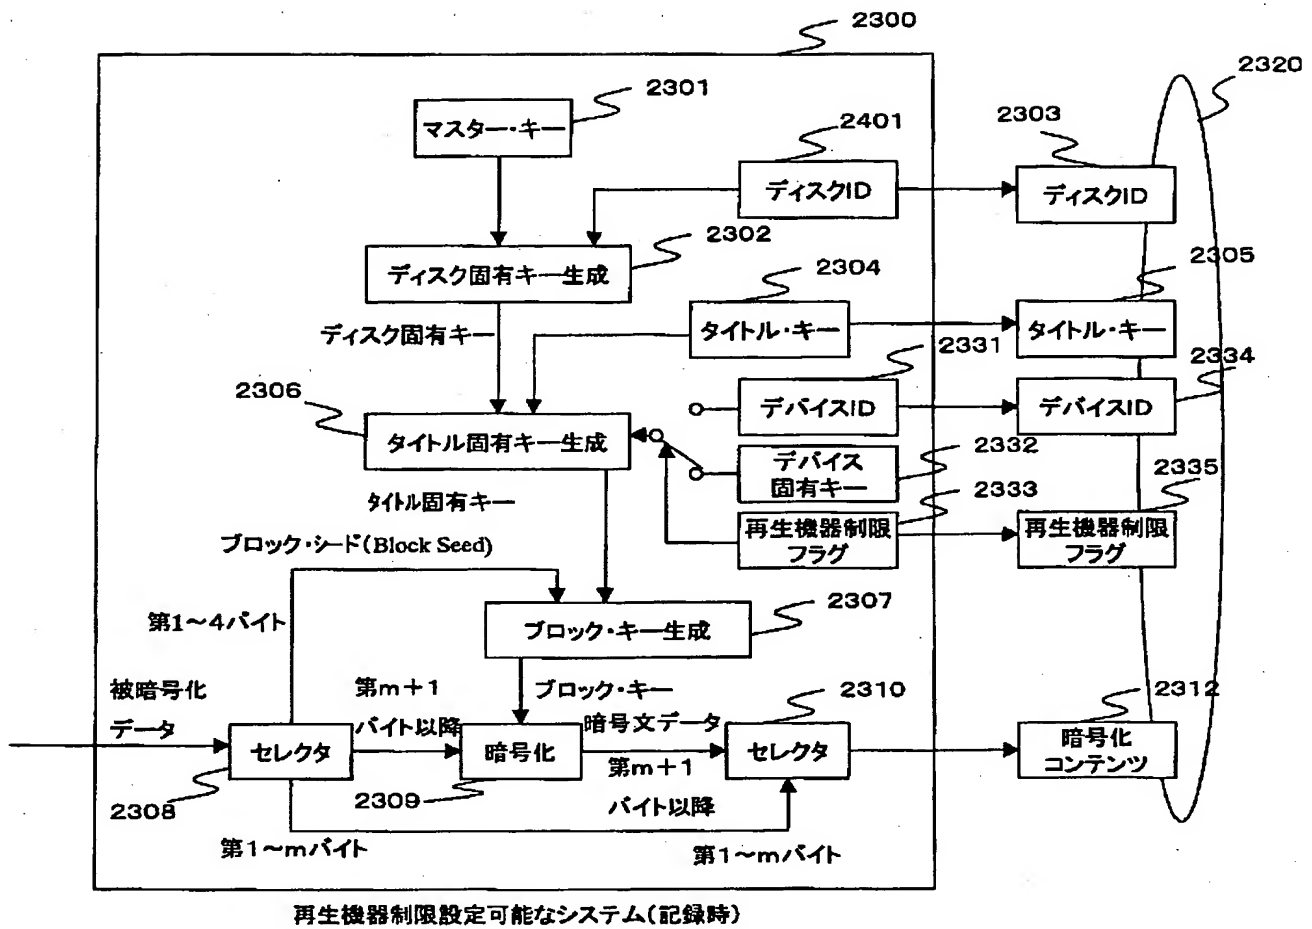 2300
2320
2301
マスター・キー
2401
ディスクID
2303
ディスクID
2302
ディスク固有キー生成
ディスク固有キー
2304
タイトル・キー
2305
タイトル・キー
2331
デバイスID
2334
デバイスID
2306
タイトル固有キー生成
タイトル固有キー
2332
デバイス
固有キー
2333
再生機器制限
フラグ
2335
再生機器制限
フラグ
ブロック・シード(Block Seed)
第1~4バイト
2307
ブロック・キー生成
ブロック・キー
被暗号化
データ
セレクタ
2308
第m+1
バイト以降
暗号化
2309
暗号文データ
第m+1
バイト以降
2310
セレクタ
2312
暗号化
コンテンツ
第1~mバイト
第1~mバイト
再生機器制限設定可能なシステム(記録時)